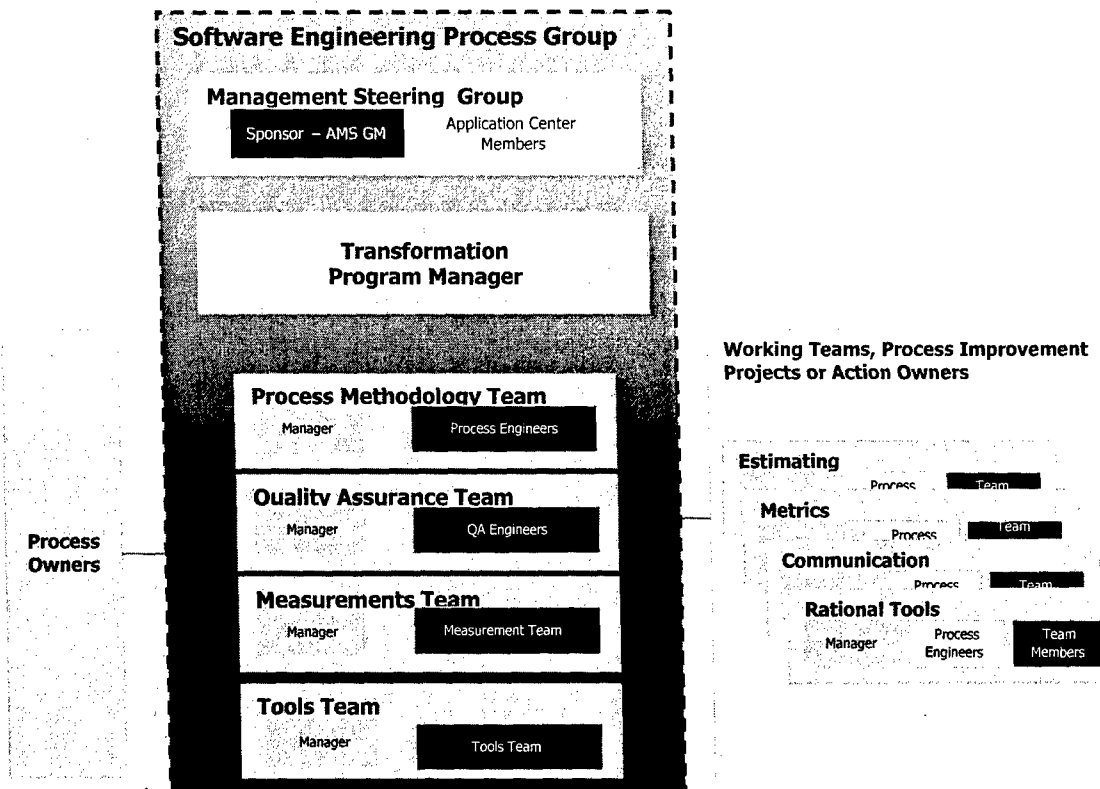 Software Engineering Process Group
Management Steering Group
Sponsor – AMS GM
Application Center
Members
Transformation
Program Manager
Process Methodology Team
Manager
Process Engineers
Quality Assurance Team
Manager
QA Engineers
Measurements Team
Manager
Measurement Team
Tools Team
Manager
Tools Team
Process
Owners
Working Teams, Process Improvement
Projects or Action Owners
Estimating
Process
Team
Metrics
Process
Team
Communication
Process
Team
Rational Tools
Manager
Process
Engineers
Team
Members